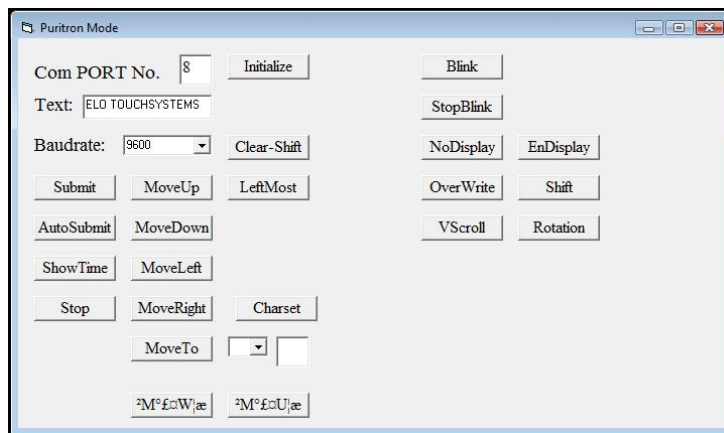 Puritron Mode
Com PORT No. 8 Initialize Blink
Text: ELO TOUCHSYSTEMS StopBlink
Baudrate: 9600 Clear-Shift NoDisplay EnDisplay
Submit MoveUp LeftMost OverWrite Shift
AutoSubmit MoveDown VScroll Rotation
ShowTime MoveLeft
Stop MoveRight Charset
MoveTo
²M°£¤W¦æ ²M°£¤U¦æ